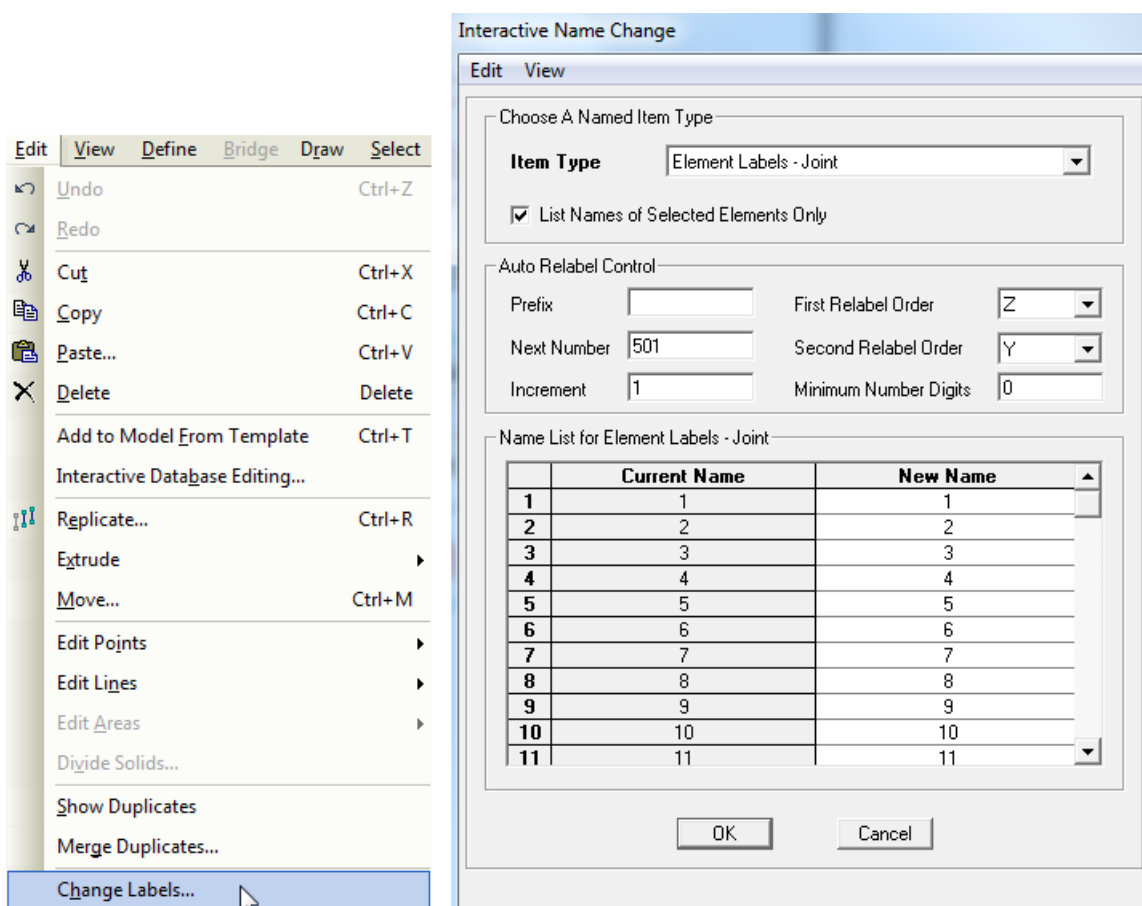 Edit View Define Bridge Draw Select
Undo Ctrl+Z
Redo
Cut Ctrl+X
Copy Ctrl+C
Paste... Ctrl+V
Delete Delete
Add to Model From Template Ctrl+T
Interactive Database Editing...
Replicate... Ctrl+R
Extrude
Move... Ctrl+M
Edit Points
Edit Lines
Edit Areas
Divide Solids...
Show Duplicates
Merge Duplicates...
Change Labels...
Interactive Name Change
Edit View
Choose A Named Item Type
Item Type Element Labels - Joint
List Names of Selected Elements Only
Auto Relabel Control
Prefix First Relabel Order Z
Next Number 501 Second Relabel Order Y
Increment 1 Minimum Number Digits 0
Name List for Element Labels - Joint
Current Name New Name
1 1 1
2 2 2
3 3 3
4 4 4
5 5 5
6 6 6
7 7 7
8 8 8
9 9 9
10 10 10
11 11 11
OK Cancel